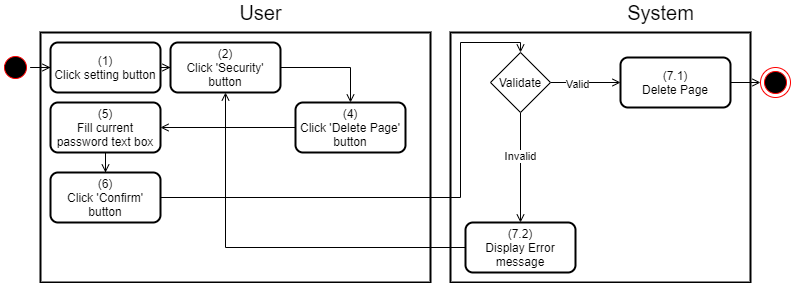 User
System
(1)
Click setting button
(2)
Click 'Security'
button
Validate
Valid
(7.1)
Delete Page
(5)
Fill current
password text box
(4)
Click 'Delete Page'
button
Invalid
(6)
Click 'Confirm'
button
(7.2)
Display Error
message